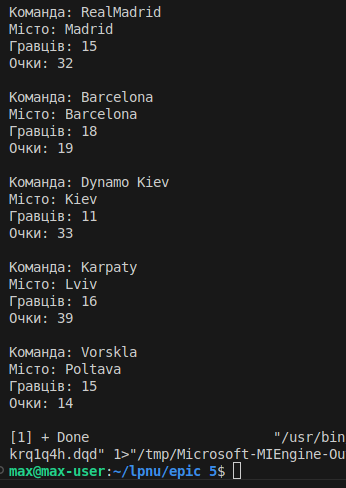 Команда: RealMadrid
Місто: Madrid
Гравців: 15
Очки: 32
Команда: Barcelona
Місто: Barcelona
Гравців: 18
Очки: 19
Команда: Dynamo Kiev
Місто: Kiev
Гравців: 11
Очки: 33
Команда: Karpaty
Місто: Lviv
Гравців: 16
Очки: 39
Команда: Vorskla
Місто: Poltava
Гравців: 15
Очки: 14
[1] + Done "/usr/bin
krq1q4h.dqd" 1>"/tmp/Microsoft-MIEngine-Ou
max@max-user:~/lpnu/epic 5$